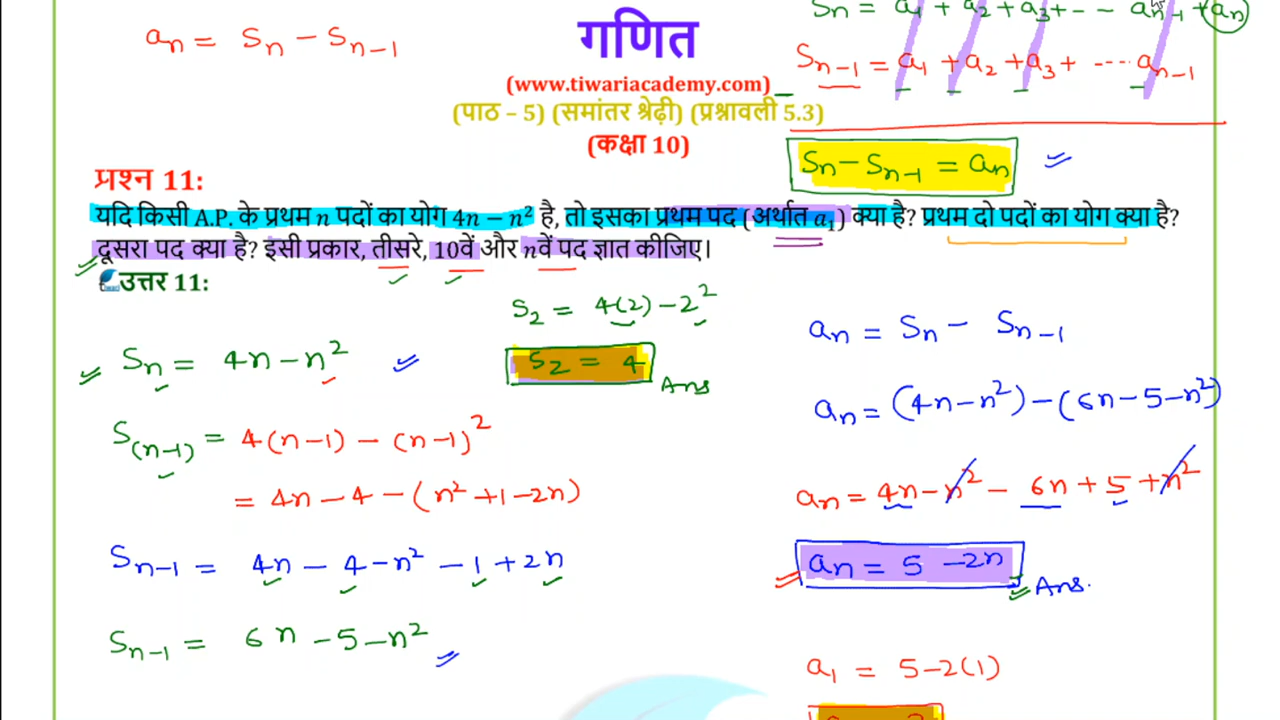 aₙ = Sₙ − Sₙ₋₁
Sₙ = a₁ + a₂ + a₃ + - - aₙ₋₁ + aₙ
Sₙ₋₁ = a₁ + a₂ + a₃ + ---- aₙ₋₁
Sₙ − Sₙ₋₁ = aₙ
गणित
(www.tiwariacademy.com)
(पाठ – 5) (समांतर श्रेढ़ी) (प्रश्नावली 5.3)
(कक्षा 10)
प्रश्न 11:
यदि किसी A.P. के प्रथम n पदों का योग 4n − n² है, तो इसका प्रथम पद (अर्थात a₁) क्या है? प्रथम दो पदों का योग क्या है?
दूसरा पद क्या है? इसी प्रकार, तीसरे, 10वें और nवें पद ज्ञात कीजिए।
उत्तर 11:
Sₙ = 4n − n²
S₍ₙ₋₁₎ = 4(n−1) − (n−1)²
= 4n − 4 − (n² + 1 − 2n)
Sₙ₋₁ = 4n − 4 − n² − 1 + 2n
Sₙ₋₁ = 6n − 5 − n²
S₂ = 4(2) − 2²
S₂ = 4
Ans
aₙ = Sₙ − Sₙ₋₁
aₙ = (4n − n²) − (6n − 5 − n²)
aₙ = 4n − n² − 6n + 5 + n²
aₙ = 5 − 2n
Ans.
a₁ = 5 − 2(1)